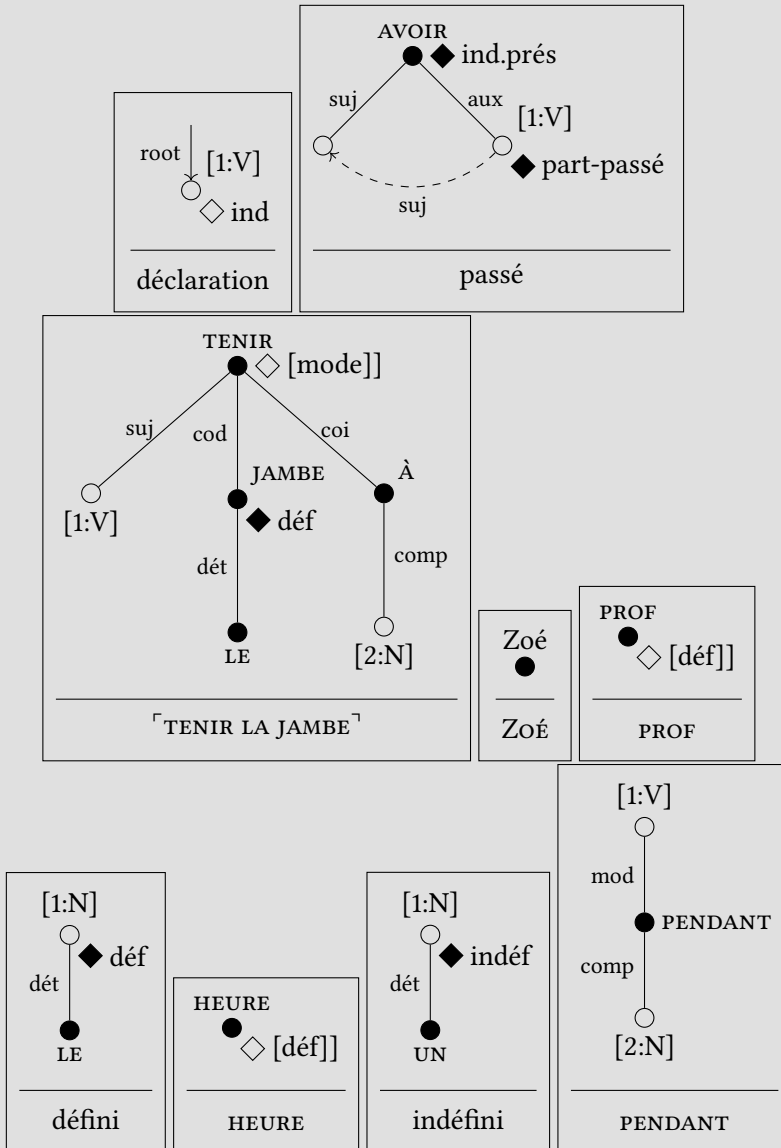 AVOIR
ind.prés
suj
aux
[1:V]
part-passé
suj
passé
root
[1:V]
ind
déclaration
TENIR
[mode]]
suj
cod
coi
[1:V]
JAMBE
déf
À
dét
comp
LE
[2:N]
⌜TENIR LA JAMBE⌝
Zoé
ZOÉ
PROF
[déf]]
PROF
[1:N]
déf
dét
LE
défini
HEURE
[déf]]
HEURE
[1:N]
indéf
dét
UN
indéfini
[1:V]
mod
PENDANT
comp
[2:N]
PENDANT